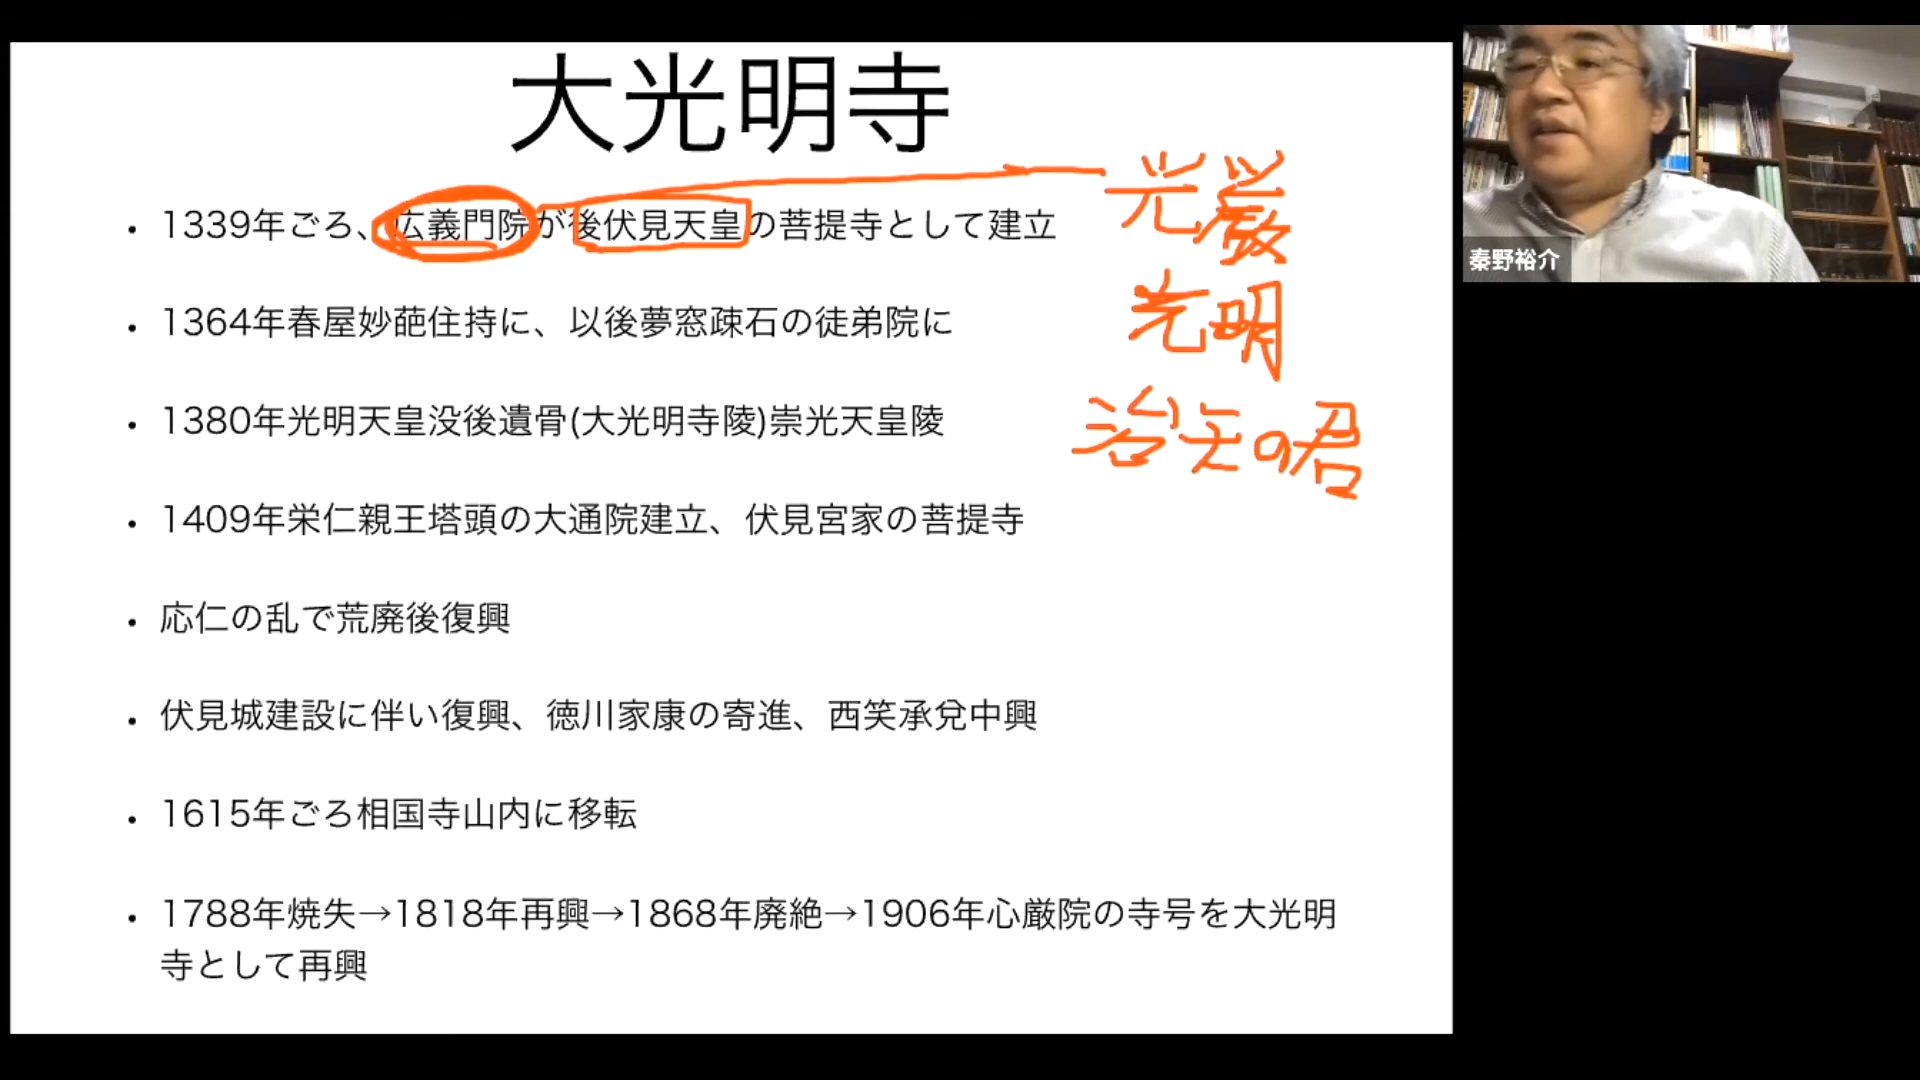 大光明寺
・1339年ごろ、広義門院が後伏見天皇の菩提寺として建立
・1364年春屋妙葩住持に、以後夢窓疎石の徒弟院に
・1380年光明天皇没後遺骨(大光明寺陵)崇光天皇陵
・1409年栄仁親王塔頭の大通院建立、伏見宮家の菩提寺
・応仁の乱で荒廃後復興
・伏見城建設に伴い復興、徳川家康の寄進、西笑承兌中興
・1615年ごろ相国寺山内に移転
・1788年焼失→1818年再興→1868年廃絶→1906年心厳院の寺号を大光明
寺として再興
光厳
光明
治天の君
秦野裕介